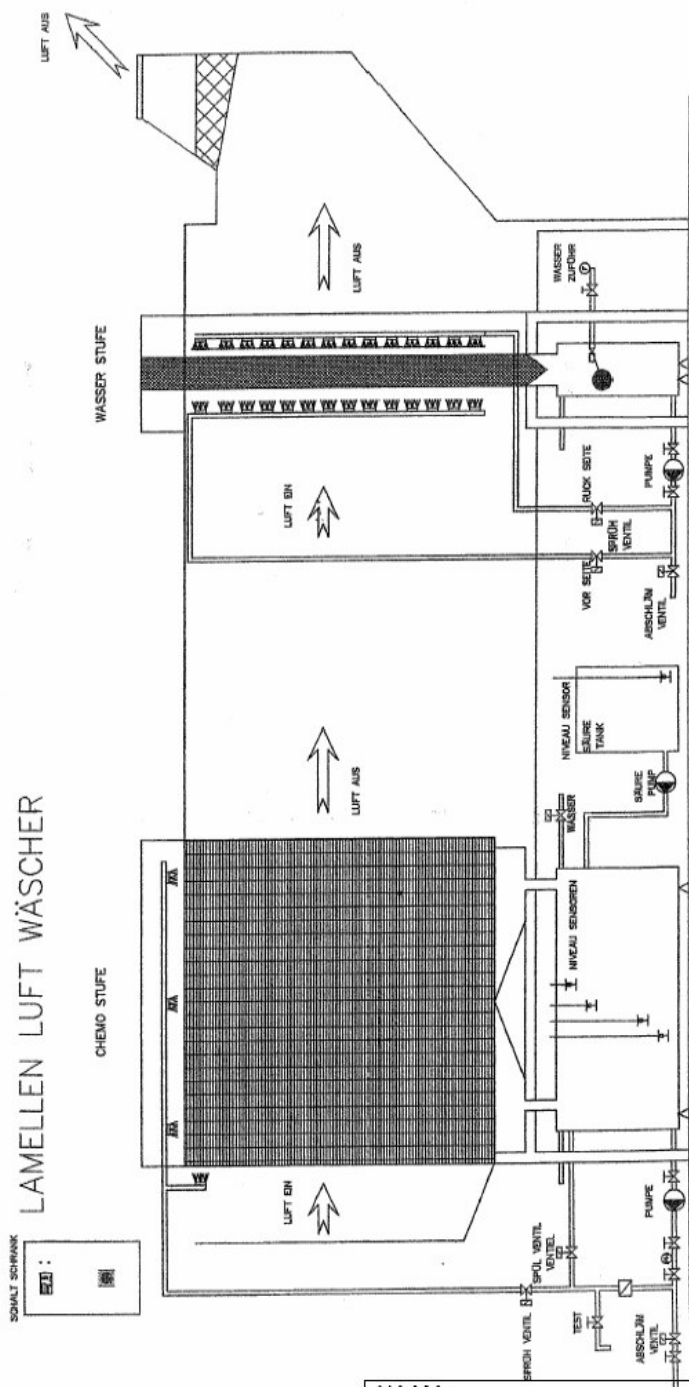 LAMELLEN LUFT WÄSCHER
SCHALT SCHRANK
CHEMO STUFE
WASSER STUFE
LUFT AUS
LUFT EIN
LUFT AUS
LUFT EIN
LUFT AUS
SPRÜH VENTIL
SPÜL VENTIL
VENTIEL
TEST
ABSCHLÄM
VENTIL
PUMPE
NIVEAU SENSOREN
WASSER
SÄURE
PUMP
NIVEAU SENSOR
SÄURE
TANK
VOR SEITE
SPRÜH
VENTIL
RUCK SEITE
ABSCHLÄM
VENTIL
PUMPE
WASSER
ZUFÜHR